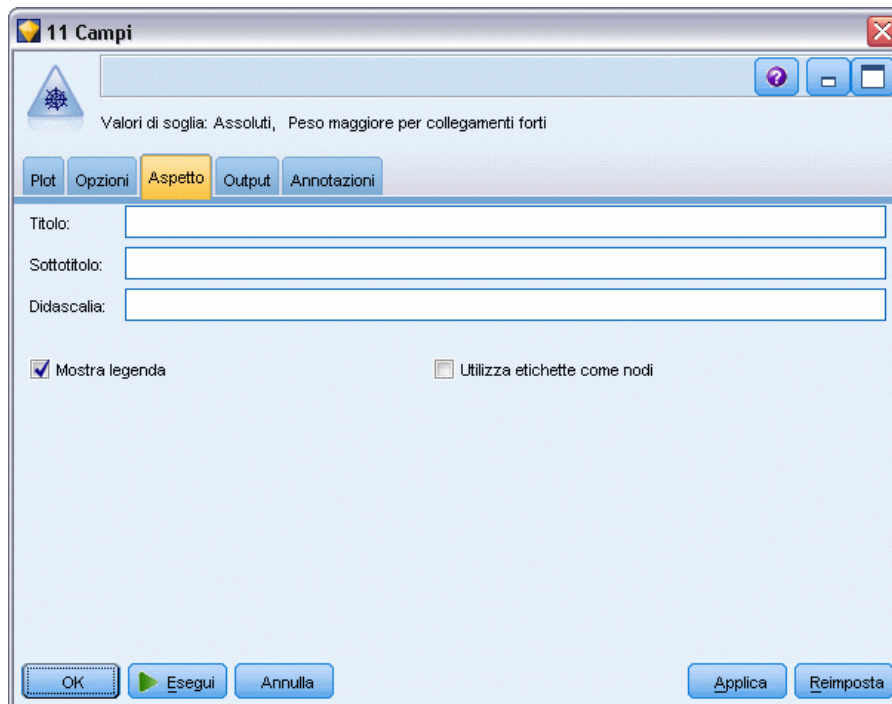 11 Campi
Valori di soglia: Assoluti, Peso maggiore per collegamenti forti
Plot Opzioni Aspetto Output Annotazioni
Titolo:
Sottotitolo:
Didascalia:
Mostra legenda Utilizza etichette come nodi
OK Esegui Annulla Applica Reimposta